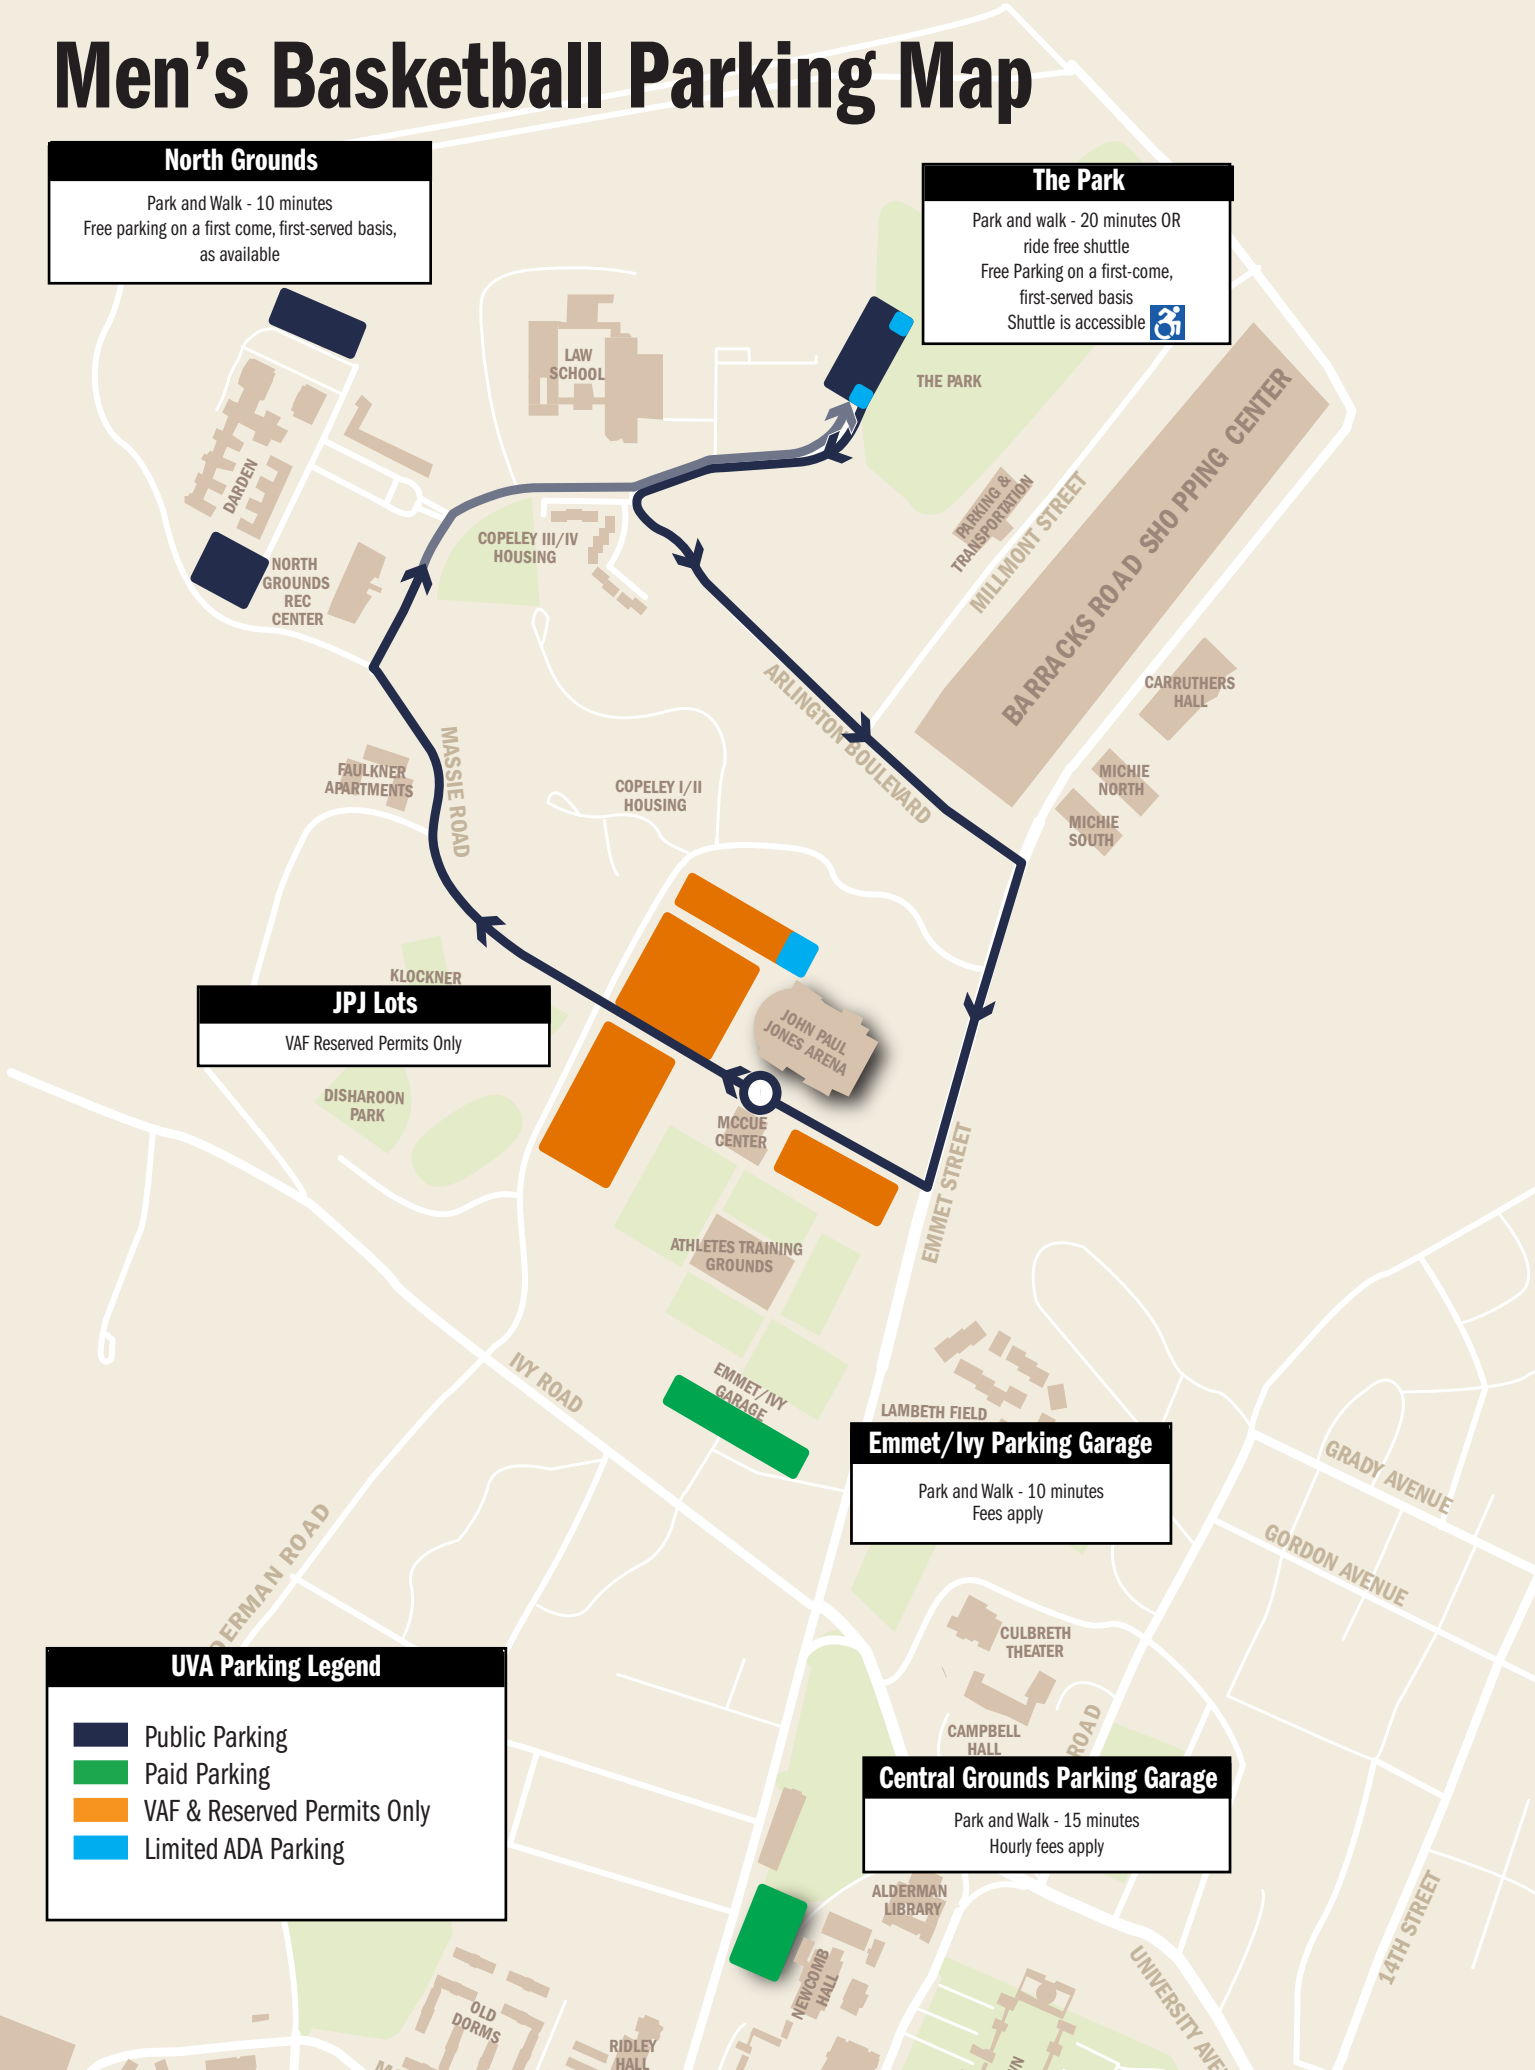 Men's Basketball Parking Map
North Grounds
Park and Walk - 10 minutes
Free parking on a first come, first-served basis,
as available
The Park
Park and walk - 20 minutes OR
ride free shuttle
Free Parking on a first-come,
first-served basis
Shuttle is accessible
LAW
SCHOOL
THE PARK
DARDEN
PARKING &
TRANSPORTATION
MILLMONT STREET
BARRACKS ROAD SHOPPING CENTER
COPELEY III/IV
HOUSING
NORTH
GROUNDS
REC
CENTER
CARRUTHERS
HALL
ARLINGTON BOULEVARD
MASSIE ROAD
FAULKNER
APARTMENTS
COPELEY I/II
HOUSING
MICHIE
NORTH
MICHIE
SOUTH
KLOCKNER
JPJ Lots
VAF Reserved Permits Only
JOHN PAUL
JONES ARENA
DISHAROON
PARK
MCCUE
CENTER
EMMET STREET
ATHLETES TRAINING
GROUNDS
IVY ROAD
EMMET/IVY
GARAGE
LAMBETH FIELD
Emmet/Ivy Parking Garage
Park and Walk - 10 minutes
Fees apply
GRADY AVENUE
GORDON AVENUE
DERMAN ROAD
CULBRETH
THEATER
UVA Parking Legend
Public Parking
Paid Parking
VAF & Reserved Permits Only
Limited ADA Parking
CAMPBELL
HALL
ROAD
Central Grounds Parking Garage
Park and Walk - 15 minutes
Hourly fees apply
ALDERMAN
LIBRARY
NEWCOMB
HALL
14TH STREET
UNIVERSITY AVE
OLD
DORMS
RIDLEY
HALL